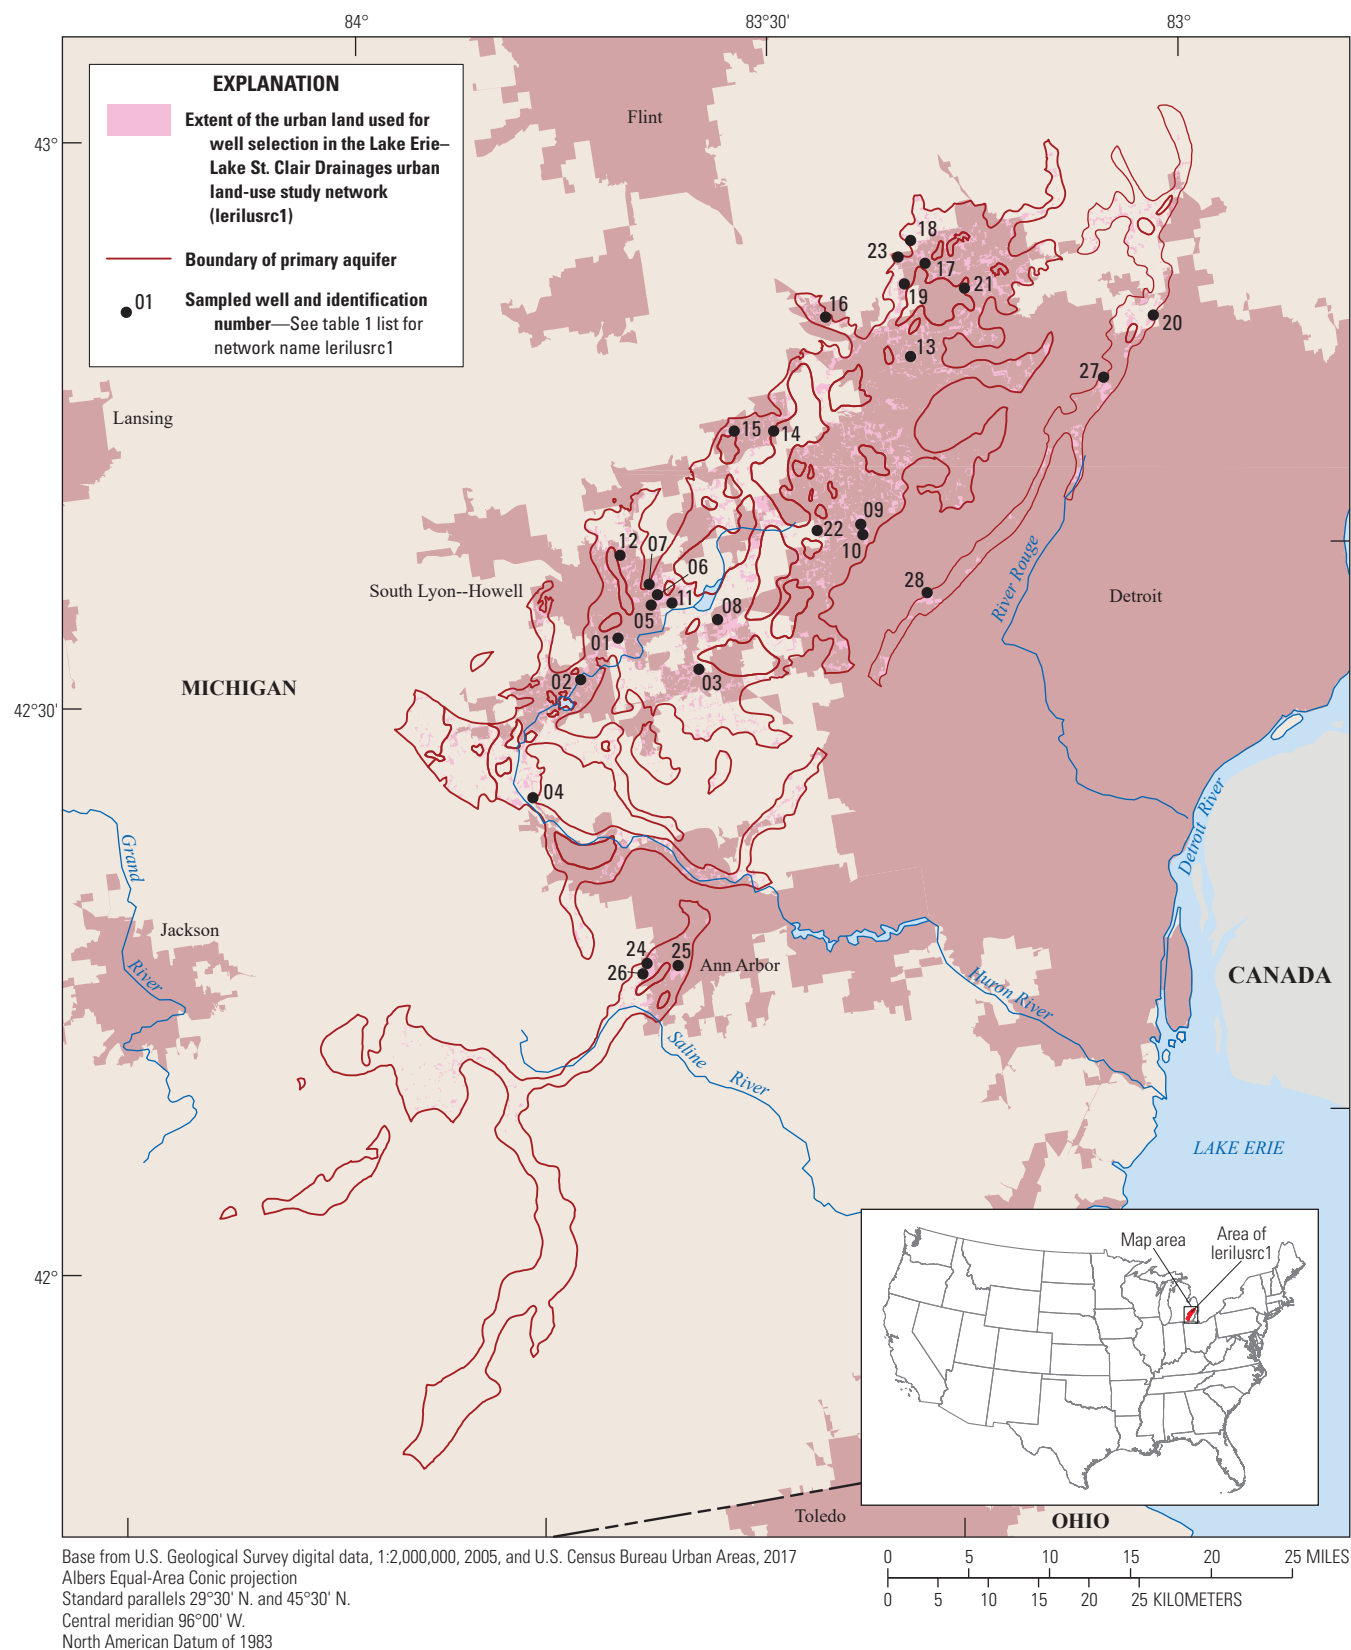 84°
83°30'
83°
43°
42°30'
42°
EXPLANATION
Extent of the urban land used for
well selection in the Lake Erie–
Lake St. Clair Drainages urban
land-use study network
(lerilusrc1)
Boundary of primary aquifer
01
Sampled well and identification
number—See table 1 list for
network name lerilusrc1
Flint
18
23
17
21
19
16
20
13
27
Lansing
15
14
09
22
10
12
07
06
South Lyon--Howell
11
05
08
28
River Rouge
Detroit
01
02
03
MICHIGAN
04
Detroit River
Grand
River
Jackson
24
25
26
Ann Arbor
CANADA
Huron River
Saline
River
LAKE ERIE
Map area
Area of
lerilusrc1
Toledo
OHIO
Base from U.S. Geological Survey digital data, 1:2,000,000, 2005, and U.S. Census Bureau Urban Areas, 2017
Albers Equal-Area Conic projection
Standard parallels 29°30' N. and 45°30' N.
Central meridian 96°00' W.
North American Datum of 1983
0 5 10 15 20 25 MILES
0 5 10 15 20 25 KILOMETERS